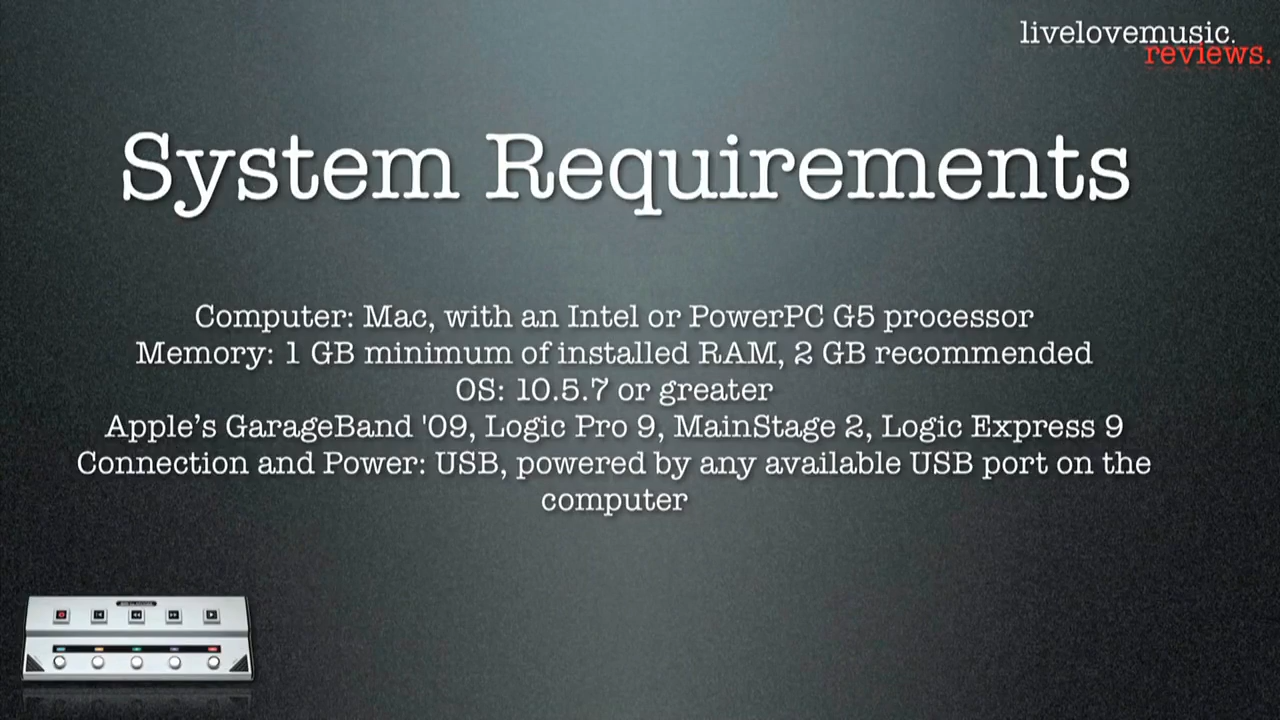 livelovemusic.
reviews.
System Requirements
Computer: Mac, with an Intel or PowerPC G5 processor
Memory: 1 GB minimum of installed RAM, 2 GB recommended
OS: 10.5.7 or greater
Apple’s GarageBand '09, Logic Pro 9, MainStage 2, Logic Express 9
Connection and Power: USB, powered by any available USB port on the
computer